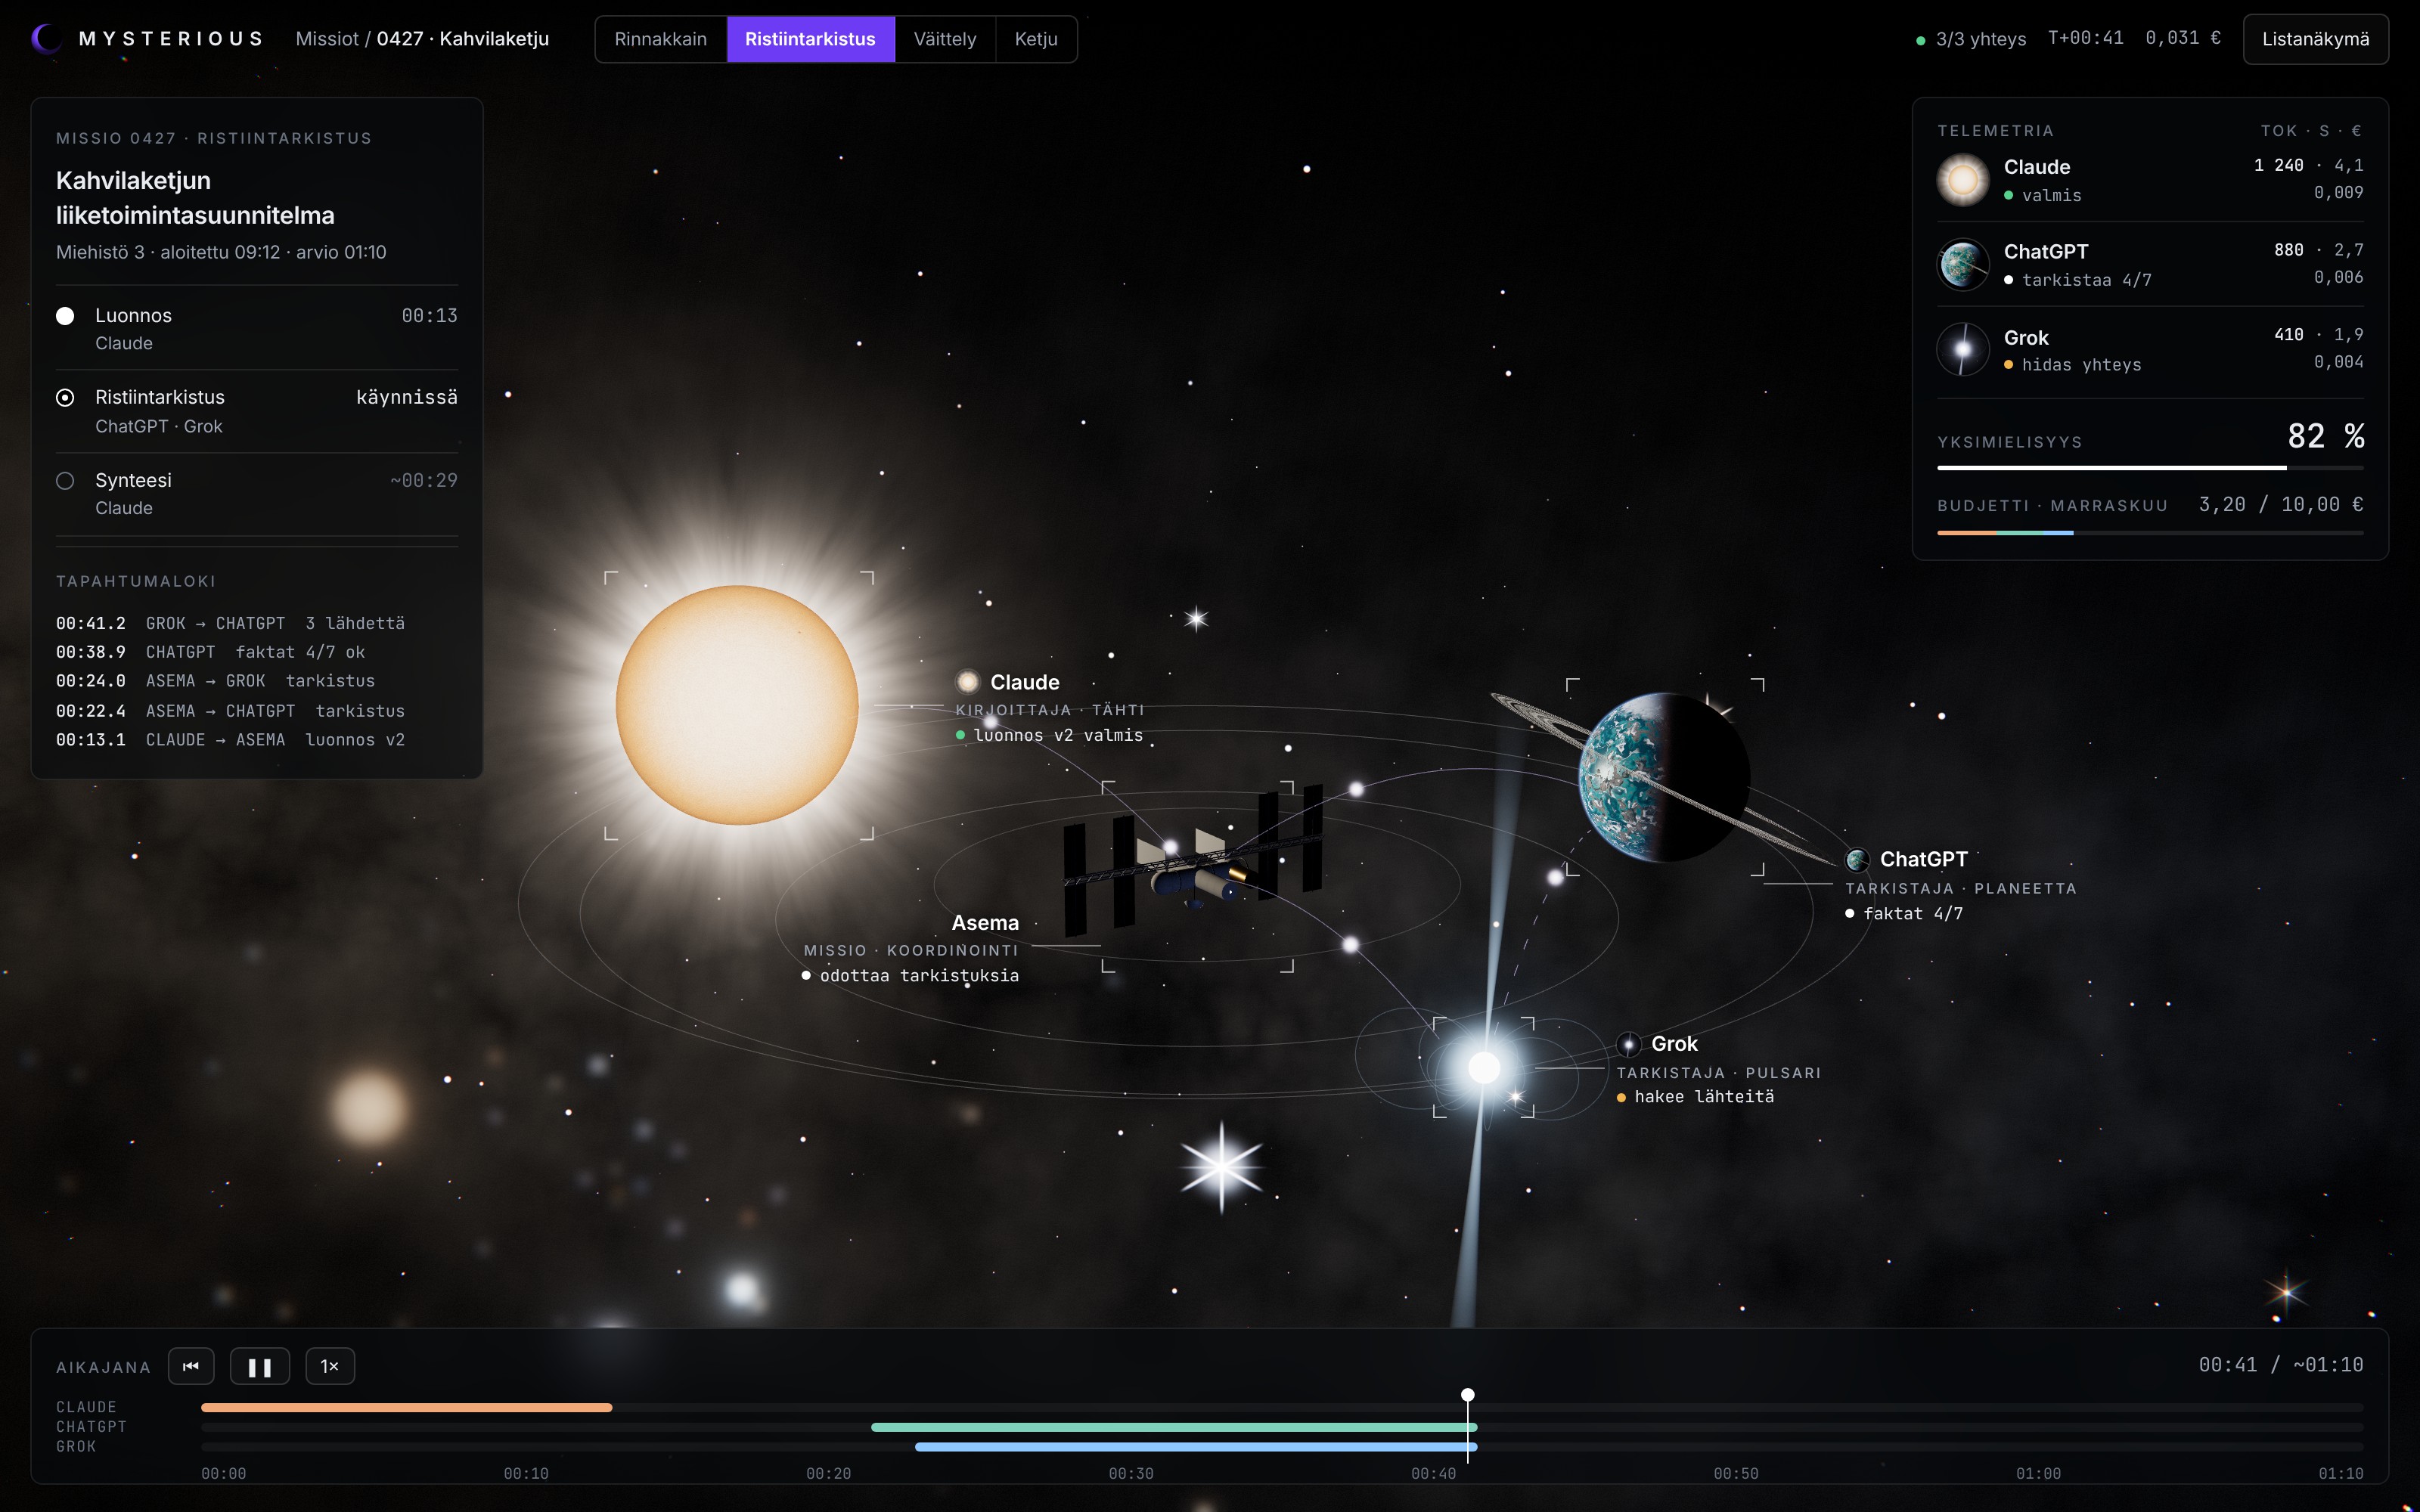 MYSTERIOUS
Missiot / 0427 · Kahvilaketju
Rinnakkain
Ristiintarkistus
Väittely
Ketju
3/3 yhteys
T+00:41
0,031 €
Listanäkymä
MISSIO 0427 · RISTIINTARKISTUS
Kahvilaketjun
liiketoimintasuunnitelma
Miehistö 3 · aloitettu 09:12 · arvio 01:10
Luonnos 00:13
Claude
Ristiintarkistus käynnissä
ChatGPT · Grok
Synteesi ~00:29
Claude
TAPAHTUMALOKI
00:41.2 GROK → CHATGPT 3 lähdettä
00:38.9 CHATGPT faktat 4/7 ok
00:24.0 ASEMA → GROK tarkistus
00:22.4 ASEMA → CHATGPT tarkistus
00:13.1 CLAUDE → ASEMA luonnos v2
TELEMETRIA TOK · S · €
Claude 1 240 · 4,1
valmis 0,009
ChatGPT 880 · 2,7
tarkistaa 4/7 0,006
Grok 410 · 1,9
hidas yhteys 0,004
YKSIMIELISYYS 82 %
BUDJETTI · MARRASKUU 3,20 / 10,00 €
Claude
KIRJOITTAJA · TÄHTI
luonnos v2 valmis
ChatGPT
TARKISTAJA · PLANEETTA
faktat 4/7
Asema
MISSIO · KOORDINOINTI
odottaa tarkistuksia
Grok
TARKISTAJA · PULSARI
hakee lähteitä
AIKAJANA
1×
00:41 / ~01:10
CLAUDE
CHATGPT
GROK
00:00 00:10 00:20 00:30 00:40 00:50 01:00 01:10